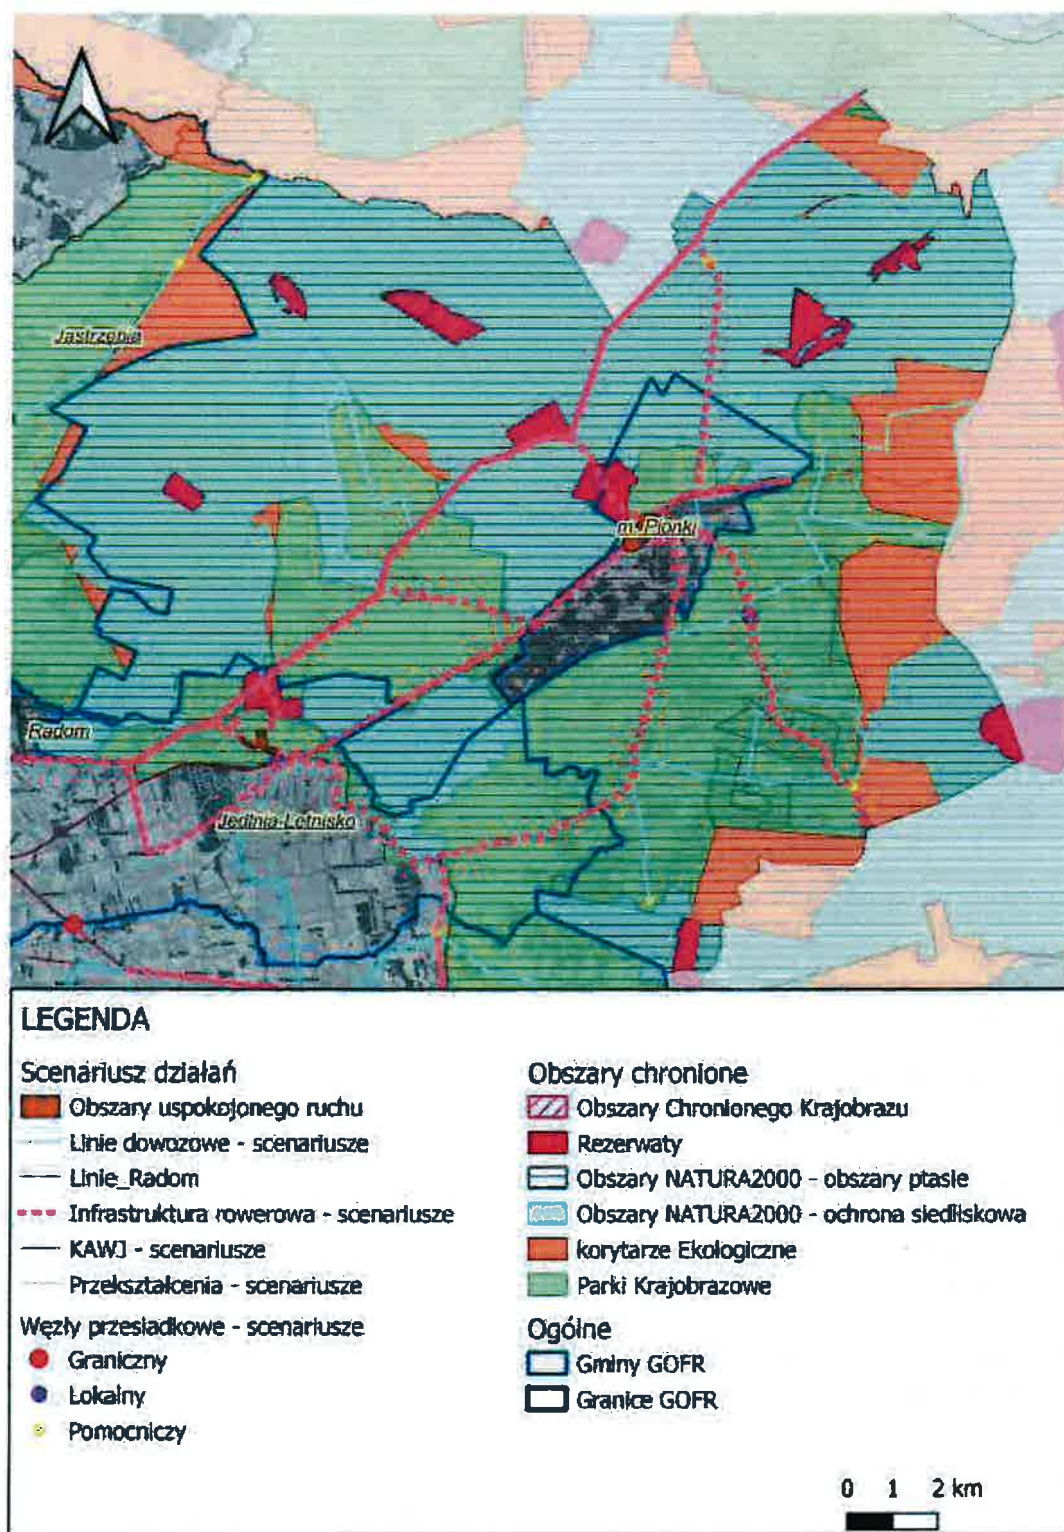 Jastrzębia
m. Pionki
Radom
Jedlnia-Letnisko
LEGENDA
Scenariusz działań
Obszary uspokojonego ruchu
Linie dowozowe - scenariusze
Linie_Radom
Infrastruktura rowerowa - scenariusze
KAWJ - scenariusze
Przekształcenia - scenariusze
Węzły przesiadkowe - scenariusze
Graniczny
Lokalny
Pomocniczy
Obszary chronione
Obszary Chronionego Krajobrazu
Rezerwaty
Obszary NATURA2000 - obszary ptasie
Obszary NATURA2000 - ochrona siedliskowa
korytarze Ekologiczne
Parki Krajobrazowe
Ogólne
Gminy GOFR
Granice GOFR
0 1 2 km